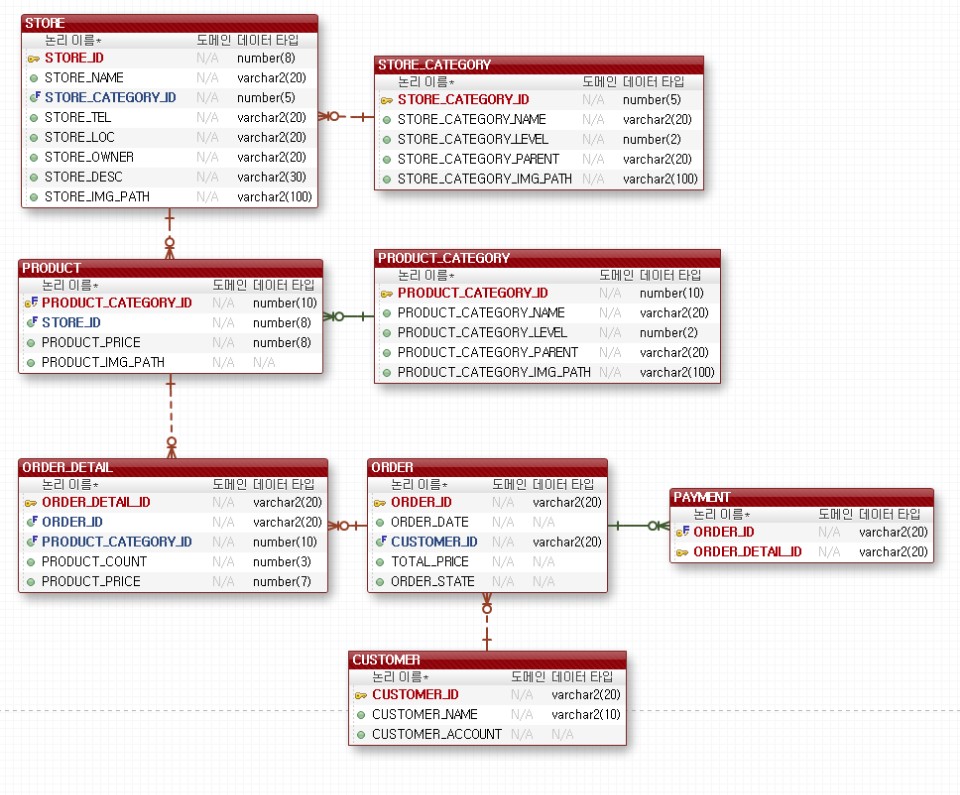 STORE
논리 이름* 도메인 데이터 타입
STORE_ID N/A number(8)
STORE_NAME N/A varchar2(20)
STORE_CATEGORY_ID N/A number(5)
STORE_TEL N/A varchar2(20)
STORE_LOC N/A varchar2(20)
STORE_OWNER N/A varchar2(20)
STORE_DESC N/A varchar2(30)
STORE_IMG_PATH N/A varchar2(100)
STORE_CATEGORY
논리 이름* 도메인 데이터 타입
STORE_CATEGORY_ID N/A number(5)
STORE_CATEGORY_NAME N/A varchar2(20)
STORE_CATEGORY_LEVEL N/A number(2)
STORE_CATEGORY_PARENT N/A varchar2(20)
STORE_CATEGORY_IMG_PATH N/A varchar2(100)
PRODUCT
논리 이름* 도메인 데이터 타입
PRODUCT_CATEGORY_ID N/A number(10)
STORE_ID N/A number(8)
PRODUCT_PRICE N/A number(8)
PRODUCT_IMG_PATH N/A N/A
PRODUCT_CATEGORY
논리 이름* 도메인 데이터 타입
PRODUCT_CATEGORY_ID N/A number(10)
PRODUCT_CATEGORY_NAME N/A varchar2(20)
PRODUCT_CATEGORY_LEVEL N/A number(2)
PRODUCT_CATEGORY_PARENT N/A varchar2(20)
PRODUCT_CATEGORY_IMG_PATH N/A varchar2(100)
ORDER_DETAIL
논리 이름* 도메인 데이터 타입
ORDER_DETAIL_ID N/A varchar2(20)
ORDER_ID N/A varchar2(20)
PRODUCT_CATEGORY_ID N/A number(10)
PRODUCT_COUNT N/A number(3)
PRODUCT_PRICE N/A number(7)
ORDER
논리 이름* 도메인 데이터 타입
ORDER_ID N/A varchar2(20)
ORDER_DATE N/A N/A
CUSTOMER_ID N/A varchar2(20)
TOTAL_PRICE N/A N/A
ORDER_STATE N/A N/A
PAYMENT
논리 이름* 도메인 데이터 타입
ORDER_ID N/A varchar2(20)
ORDER_DETAIL_ID N/A varchar2(20)
CUSTOMER
논리 이름* 도메인 데이터 타입
CUSTOMER_ID N/A varchar2(20)
CUSTOMER_NAME N/A varchar2(10)
CUSTOMER_ACCOUNT N/A N/A